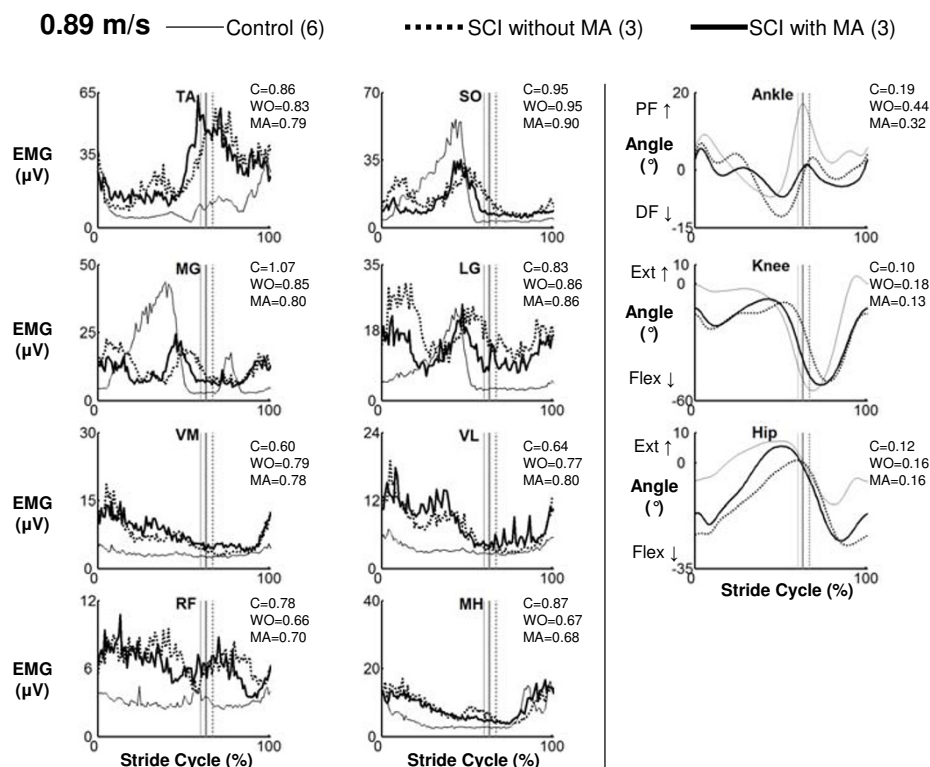 0.89 m/s Control (6) SCI without MA (3) SCI with MA (3)
65
TA
C=0.86
WO=0.83
MA=0.79
EMG
(µV)
35
0
0
100
70
SO
C=0.95
WO=0.95
MA=0.90
35
0
0
100
20
Ankle
C=0.19
WO=0.44
MA=0.32
PF ↑
Angle
(°)
0
DF ↓
-15
0
100
50
MG
C=1.07
WO=0.85
MA=0.80
EMG
(µV)
25
0
0
100
35
LG
C=0.83
WO=0.86
MA=0.86
18
0
0
100
10
Knee
C=0.10
WO=0.18
MA=0.13
Ext ↑
0
Angle
(°)
Flex ↓
-60
0
100
30
VM
C=0.60
WO=0.79
MA=0.78
EMG
(µV)
15
0
0
100
24
VL
C=0.64
WO=0.77
MA=0.80
12
0
0
100
10
Hip
C=0.12
WO=0.16
MA=0.16
Ext ↑
0
Angle
(°)
Flex ↓
-35
0
100
Stride Cycle (%)
12
RF
C=0.78
WO=0.66
MA=0.70
EMG
(µV)
6
0
0
100
Stride Cycle (%)
40
MH
C=0.87
WO=0.67
MA=0.68
20
0
0
100
Stride Cycle (%)